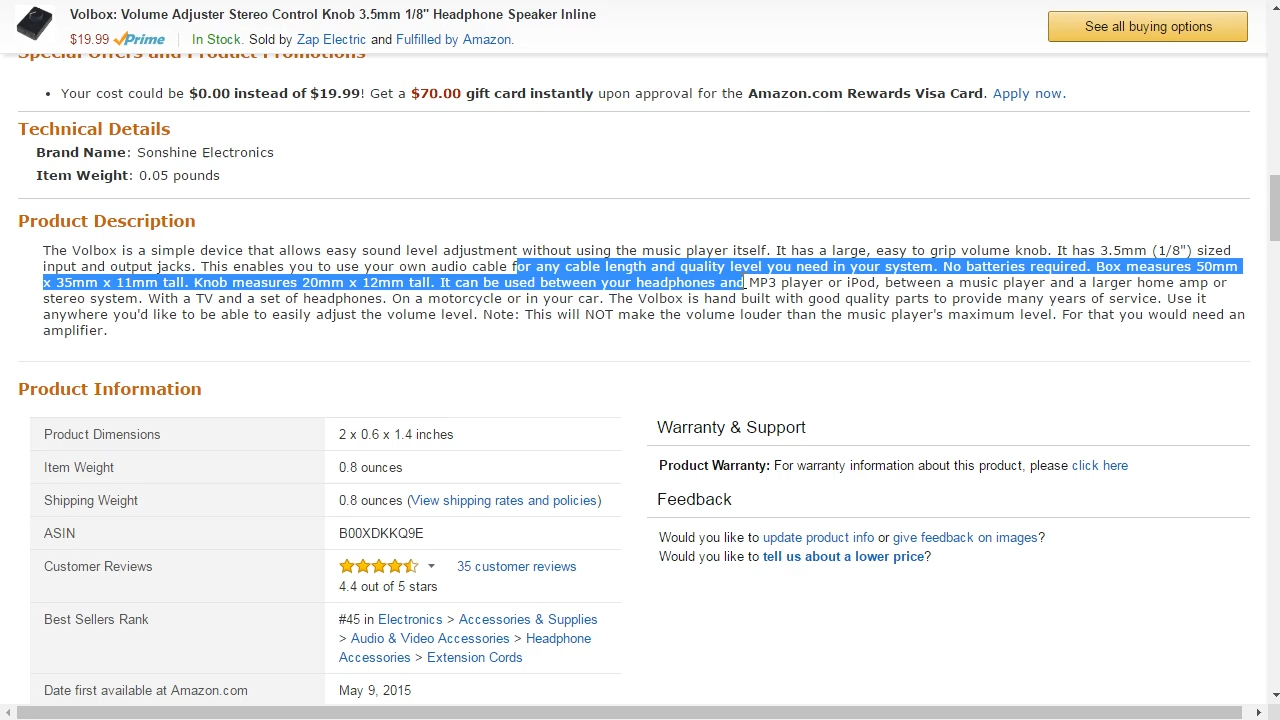 Volbox: Volume Adjuster Stereo Control Knob 3.5mm 1/8" Headphone Speaker Inline
$19.99 Prime In Stock. Sold by Zap Electric and Fulfilled by Amazon.
See all buying options
Special Offers and Product Promotions
• Your cost could be $0.00 instead of $19.99! Get a $70.00 gift card instantly upon approval for the Amazon.com Rewards Visa Card. Apply now.
Technical Details
Brand Name: Sonshine Electronics
Item Weight: 0.05 pounds
Product Description
The Volbox is a simple device that allows easy sound level adjustment without using the music player itself. It has a large, easy to grip volume knob. It has 3.5mm (1/8") sized
input and output jacks. This enables you to use your own audio cable for any cable length and quality level you need in your system. No batteries required. Box measures 50mm
x 35mm x 11mm tall. Knob measures 20mm x 12mm tall. It can be used between your headphones and MP3 player or iPod, between a music player and a larger home amp or
stereo system. With a TV and a set of headphones. On a motorcycle or in your car. The Volbox is hand built with good quality parts to provide many years of service. Use it
anywhere you'd like to be able to easily adjust the volume level. Note: This will NOT make the volume louder than the music player's maximum level. For that you would need an
amplifier.
Product Information
Product Dimensions 2 x 0.6 x 1.4 inches
Item Weight 0.8 ounces
Shipping Weight 0.8 ounces (View shipping rates and policies)
ASIN B00XDKKQ9E
Customer Reviews 35 customer reviews
4.4 out of 5 stars
Best Sellers Rank #45 in Electronics > Accessories & Supplies
> Audio & Video Accessories > Headphone
Accessories > Extension Cords
Date first available at Amazon.com May 9, 2015
Warranty & Support
Product Warranty: For warranty information about this product, please click here
Feedback
Would you like to update product info or give feedback on images?
Would you like to tell us about a lower price?